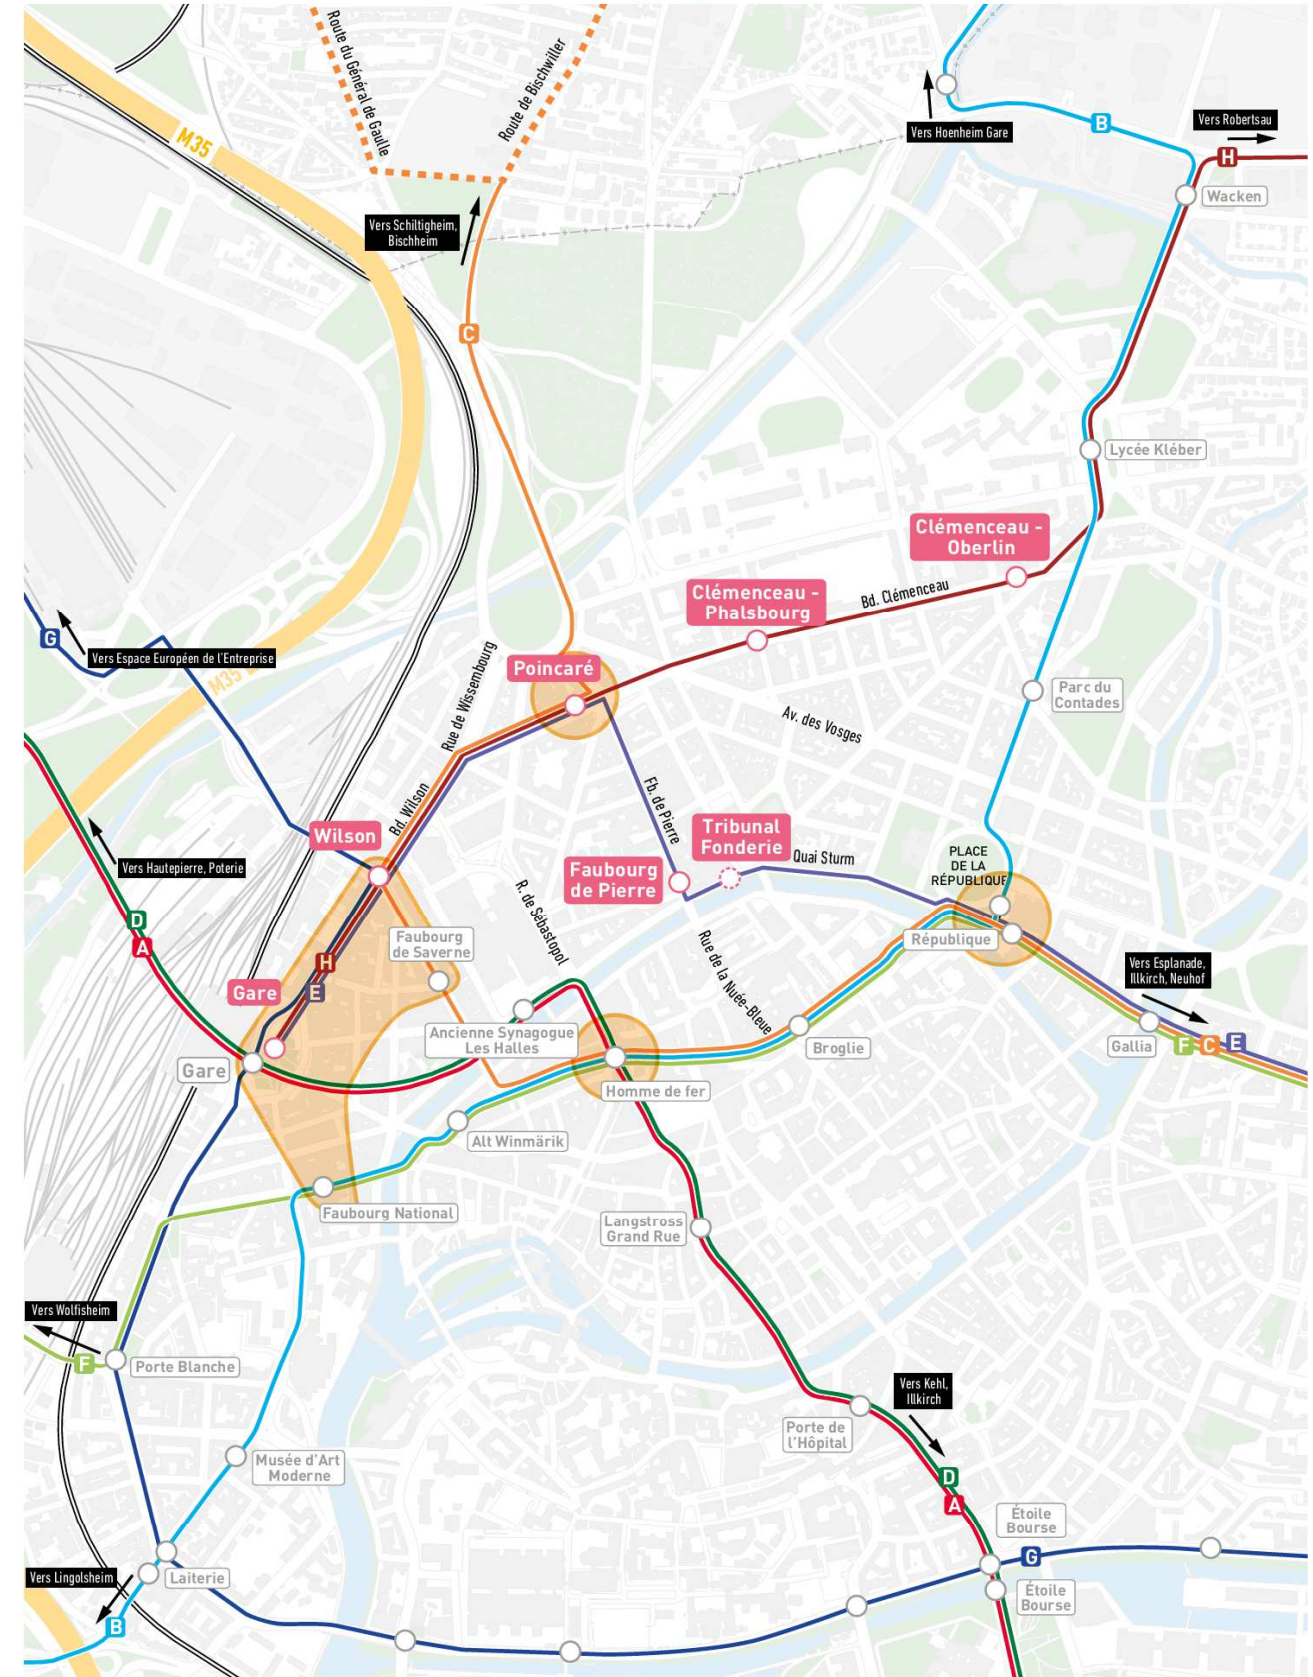 Route du Général de Gaulle
Route de Bischwiller
M35
Vers Hoenheim Gare
B
Vers Robertsau
H
Wacken
Vers Schiltigheim,
Bischheim
C
Lycée Kléber
Clémenceau -
Oberlin
Clémenceau -
Phalsbourg
Bd. Clémenceau
G
Vers Espace Européen de l'Entreprise
M35
Rue de Wissembourg
Poincaré
Parc du
Contades
Av. des Vosges
Bd. Wilson
Fb. de Pierre
Wilson
Tribunal
Fonderie
Quai Sturm
Faubourg
de Pierre
PLACE
DE LA
RÉPUBLIQUE
Vers Hautepierre, Poterie
D
A
R. de Sébastopol
Faubourg
de Saverne
République
Rue de la Nuée-Bleue
H
E
Gare
Vers Esplanade,
Illkirch, Neuhof
Gare
Ancienne Synagogue
Les Halles
Broglie
Gallia
F
C
E
Homme de fer
Alt Winmärik
Faubourg National
Langstross
Grand Rue
Vers Wolfisheim
F
Porte Blanche
Vers Kehl,
Illkirch
Porte de
l'Hôpital
Musée d'Art
Moderne
D
A
Étoile
Bourse
G
Vers Lingolsheim
Laiterie
Étoile
Bourse
B